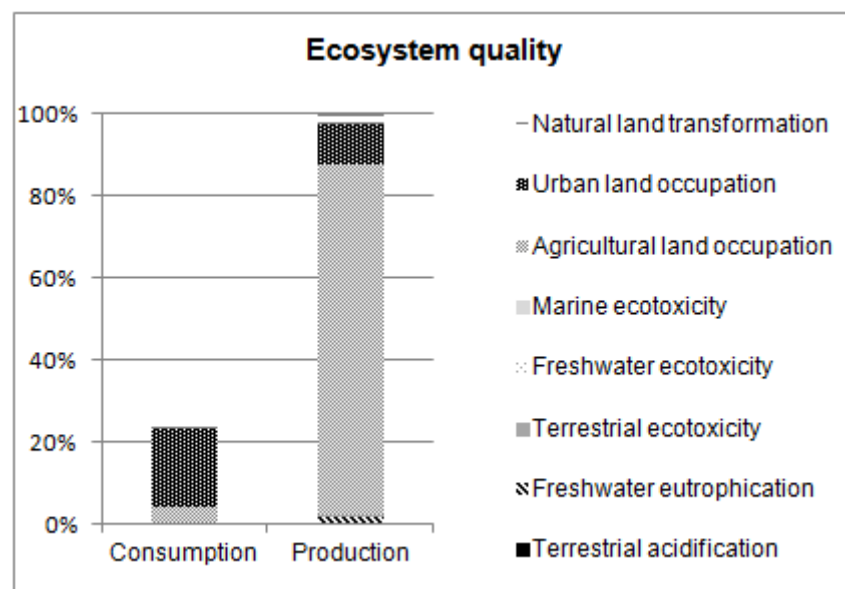 Ecosystem quality
100%
80%
60%
40%
20%
0%
Consumption
Production
Natural land transformation
Urban land occupation
Agricultural land occupation
Marine ecotoxicity
Freshwater ecotoxicity
Terrestrial ecotoxicity
Freshwater eutrophication
Terrestrial acidification